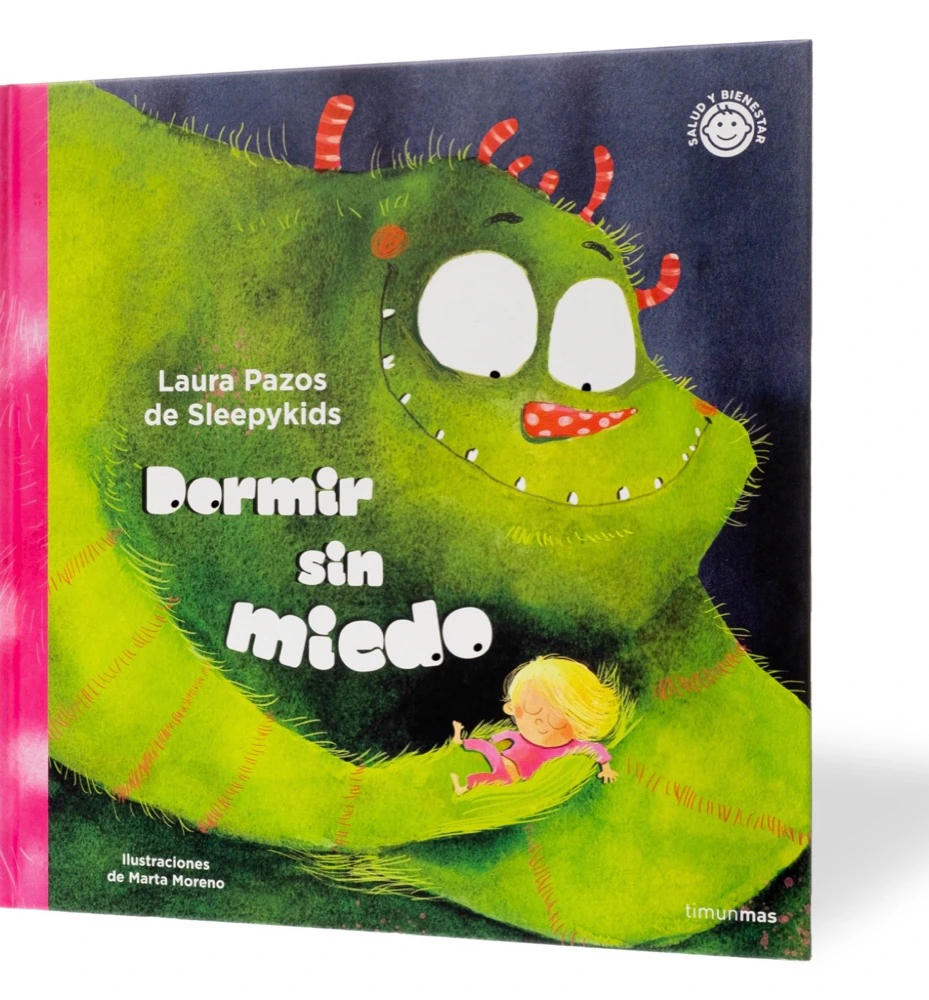 SALUD Y BIENESTAR
Laura Pazos
de Sleepykids
Dormir
sin
miedo
Ilustraciones
de Marta Moreno
timunmas